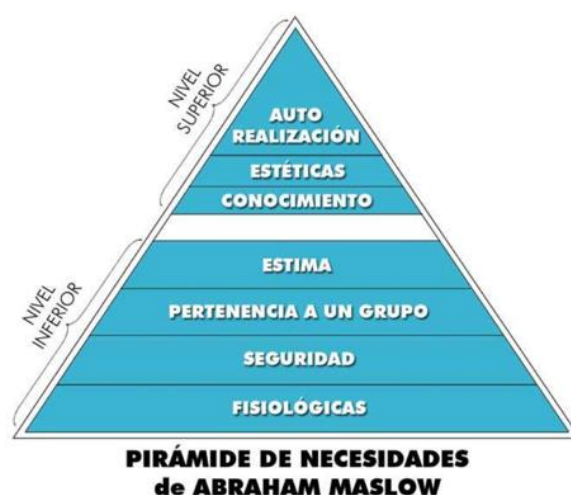 NIVEL
SUPERIOR
AUTO
REALIZACIÓN
ESTÉTICAS
CONOCIMIENTO
NIVEL
INFERIOR
ESTIMA
PERTENENCIA A UN GRUPO
SEGURIDAD
FISIOLÓGICAS
PIRÁMIDE DE NECESIDADES
de ABRAHAM MASLOW